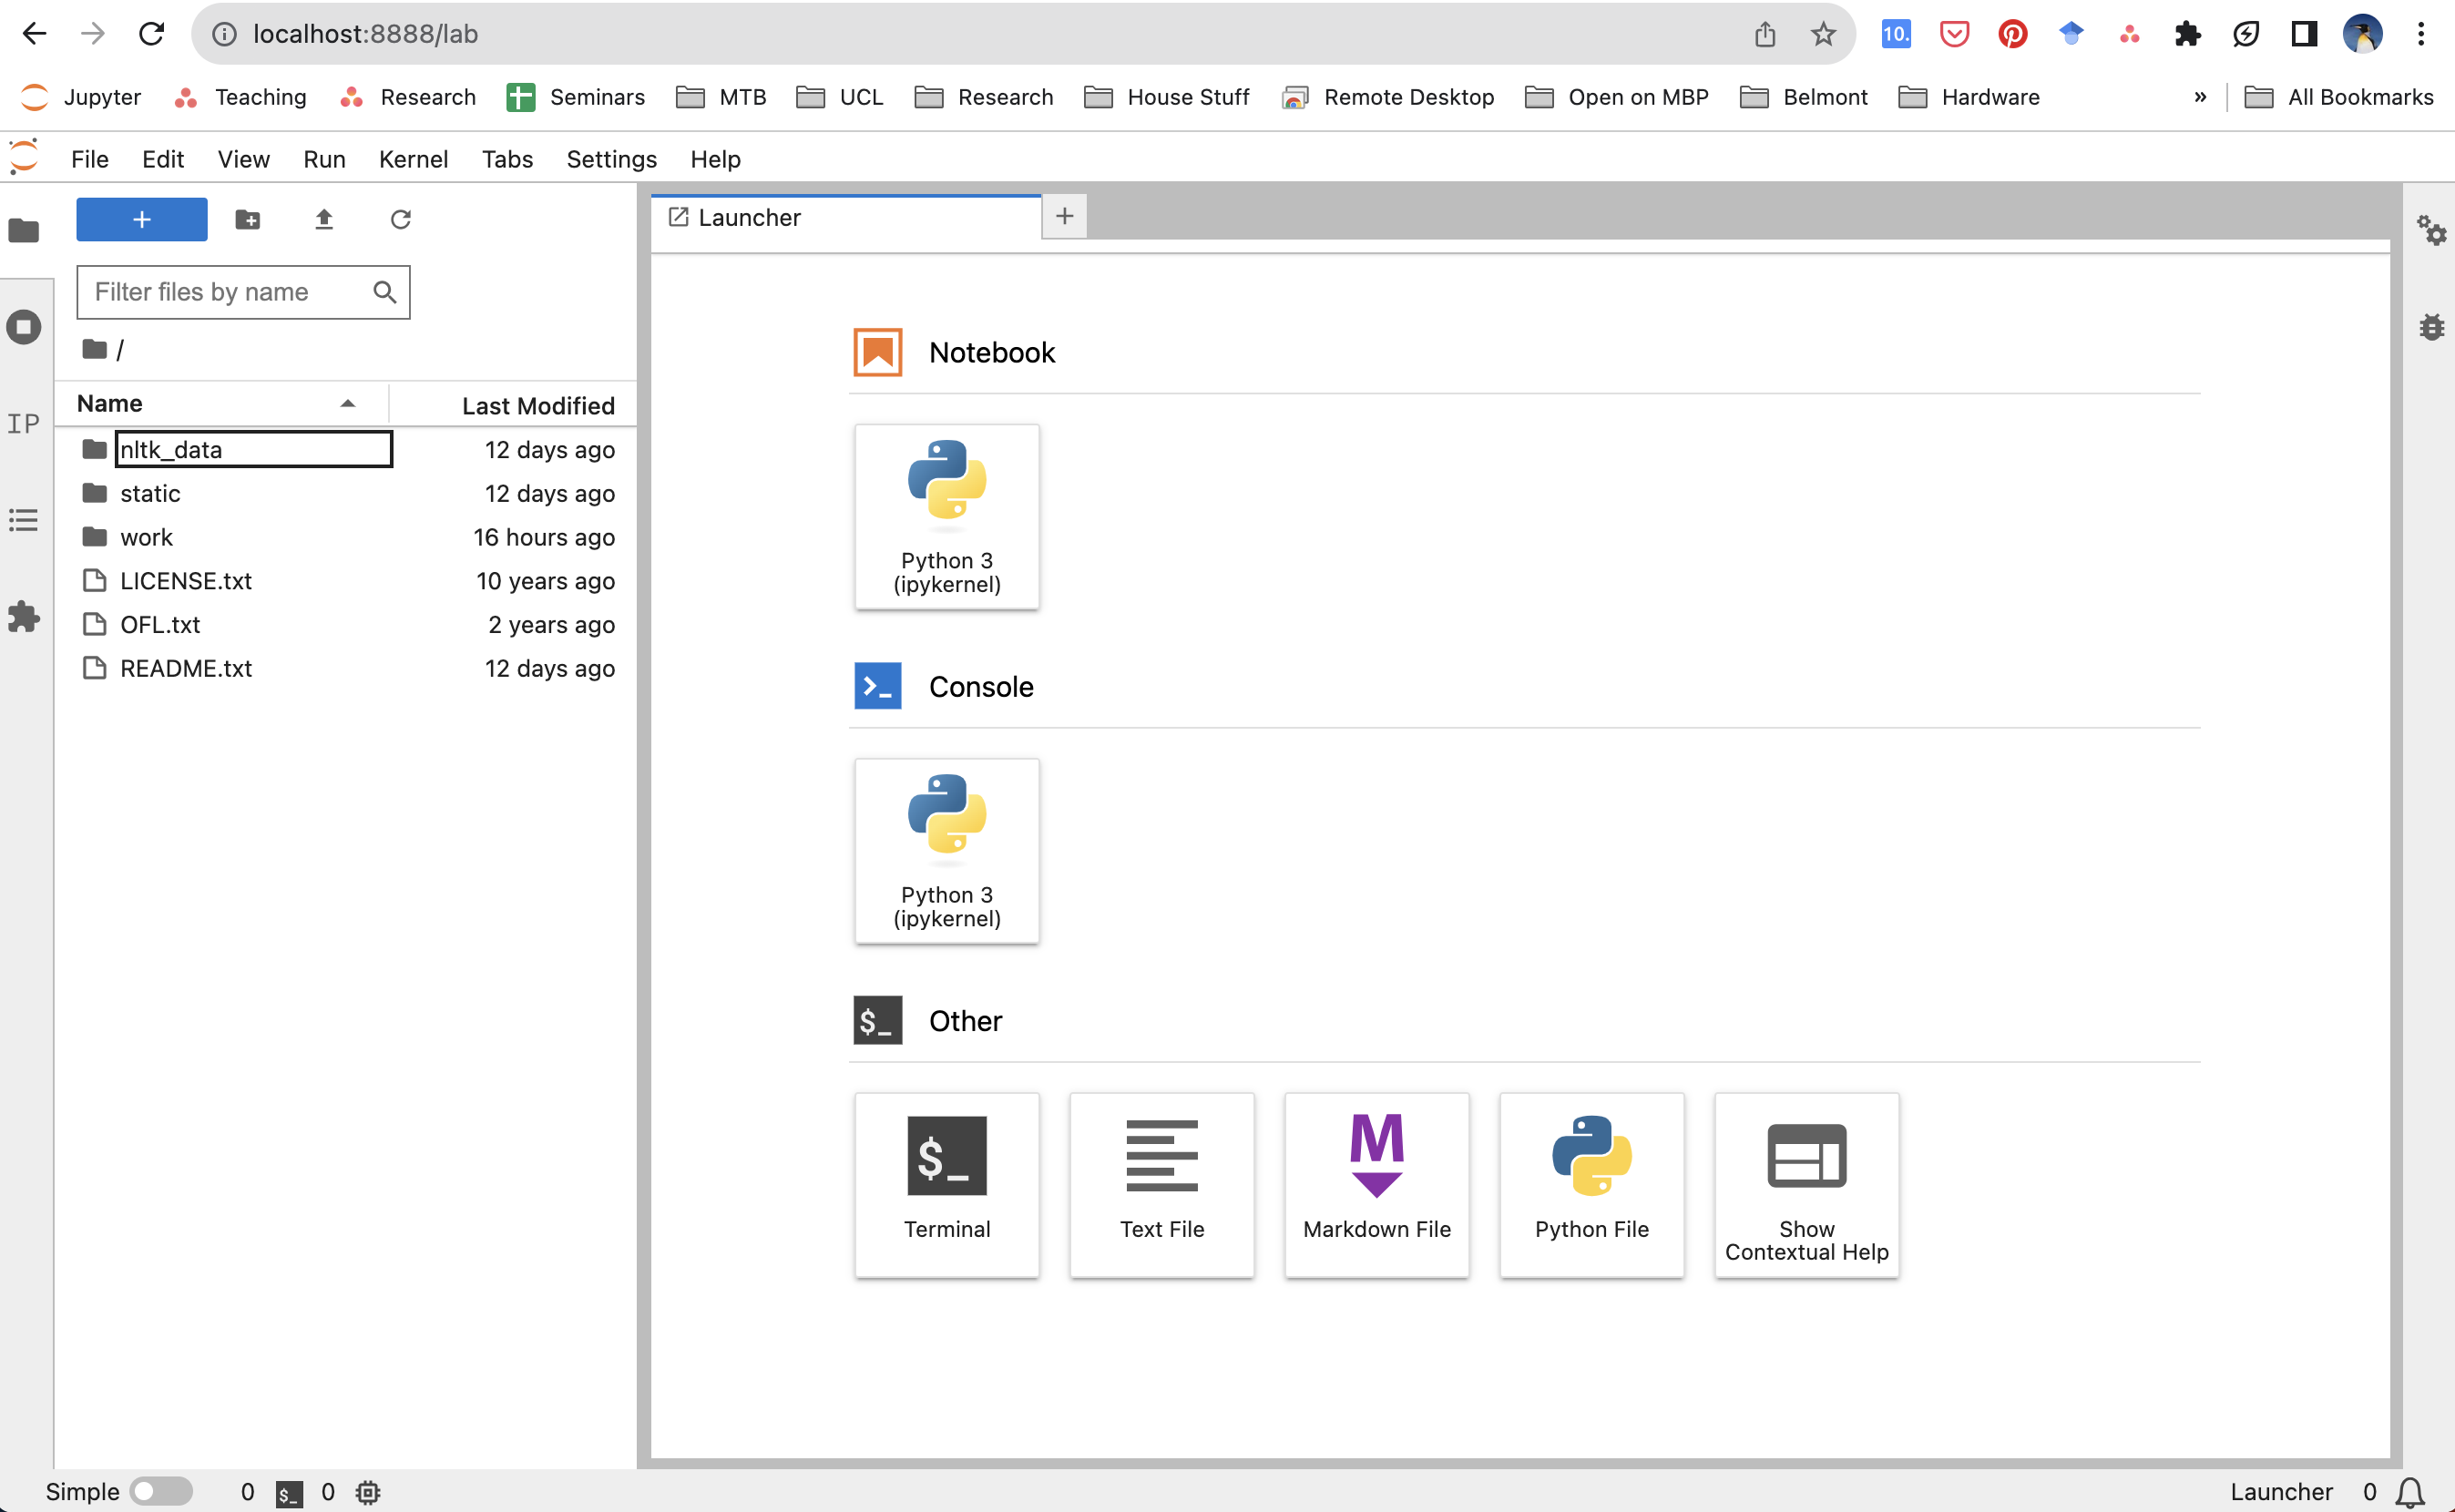 localhost:8888/lab
10.
Jupyter Teaching Research Seminars MTB UCL Research House Stuff Remote Desktop Open on MBP Belmont Hardware » All Bookmarks
File Edit View Run Kernel Tabs Settings Help
+
Launcher +
Filter files by name
/
IP
Name Last Modified
nltk_data 12 days ago
static 12 days ago
work 16 hours ago
LICENSE.txt 10 years ago
OFL.txt 2 years ago
README.txt 12 days ago
Notebook
Python 3
(ipykernel)
>_ Console
Python 3
(ipykernel)
$_ Other
$_
M
Terminal
Text File
Markdown File
Python File
Show
Contextual Help
Simple 0 $_ 0 Launcher 0